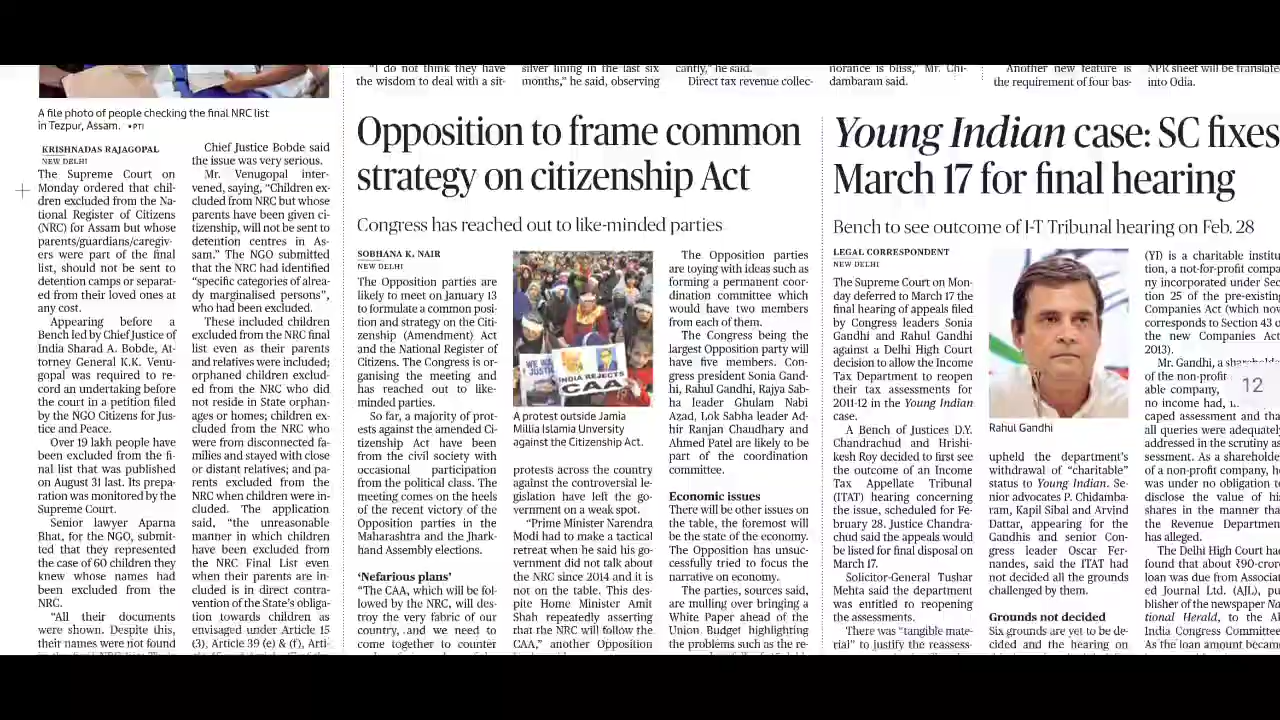 "I do not think they have
the wisdom to deal with a sit-
silver lining in the last six
months," he said, observing
cantly," he said.
Direct tax revenue collec-
norance is bliss," Mr. Chi-
dambaram said.
Another new feature is
the requirement of four bas-
NPR sheet will be translate
into Odia.
A file photo of people checking the final NRC list
in Tezpur, Assam. •PTI
KRISHNADAS RAJAGOPAL
NEW DELHI
The Supreme Court on
Monday ordered that chil-
dren excluded from the Na-
tional Register of Citizens
(NRC) for Assam but whose
parents/guardians/caregiv-
ers were part of the final
list, should not be sent to
detention camps or separat-
ed from their loved ones at
any cost.
Appearing before a
Bench led by Chief Justice of
India Sharad A. Bobde, At-
torney General K.K. Venu-
gopal was required to re-
cord an undertaking before
the court in a petition filed
by the NGO Citizens for Jus-
tice and Peace.
Over 19 lakh people have
been excluded from the fi-
nal list that was published
on August 31 last. Its prepa-
ration was monitored by the
Supreme Court.
Senior lawyer Aparna
Bhat, for the NGO, submit-
ted that they represented
the case of 60 children they
knew whose names had
been excluded from the
NRC.
"All their documents
were shown. Despite this,
their names were not found
Chief Justice Bobde said
the issue was very serious.
Mr. Venugopal inter-
vened, saying, "Children ex-
cluded from NRC but whose
parents have been given ci-
tizenship, will not be sent to
detention centres in As-
sam." The NGO submitted
that the NRC had identified
"specific categories of alrea-
dy marginalised persons",
who had been excluded.
These included children
excluded from the NRC final
list even as their parents
and relatives were included;
orphaned children exclud-
ed from the NRC who did
not reside in State orphan-
ages or homes; children ex-
cluded from the NRC who
were from disconnected fa-
milies and stayed with close
or distant relatives; and pa-
rents excluded from the
NRC when children were in-
cluded. The application
said, "the unreasonable
manner in which children
have been excluded from
the NRC Final List even
when their parents are in-
cluded is in direct contra-
vention of the State's obliga-
tion towards children as
envisaged under Article 15
(3), Article 39 (e) & (f), Arti-
Opposition to frame common
strategy on citizenship Act
Congress has reached out to like-minded parties
SOBHANA K. NAIR
NEW DELHI
The Opposition parties are
likely to meet on January 13
to formulate a common posi-
tion and strategy on the Citi-
zenship (Amendment) Act
and the National Register of
Citizens. The Congress is or-
ganising the meeting and
has reached out to like-
minded parties.
So far, a majority of prot-
ests against the amended Ci-
tizenship Act have been
from the civil society with
occasional participation
from the political class. The
meeting comes on the heels
of the recent victory of the
Opposition parties in the
Maharashtra and the Jhark-
hand Assembly elections.
'Nefarious plans'
"The CAA, which will be fol-
lowed by the NRC, will des-
troy the very fabric of our
country, and we need to
come together to counter
INDIA REJECTS
CAA
A protest outside Jamia
Millia Islamia Unversity
against the Citizenship Act.
protests across the country
against the controversial le-
gislation have left the go-
vernment on a weak spot.
"Prime Minister Narendra
Modi had to make a tactical
retreat when he said his go-
vernment did not talk about
the NRC since 2014 and it is
not on the table. This des-
pite Home Minister Amit
Shah repeatedly asserting
that the NRC will follow the
CAA," another Opposition
The Opposition parties
are toying with ideas such as
forming a permanent coor-
dination committee which
would have two members
from each of them.
The Congress being the
largest Opposition party will
have five members. Con-
gress president Sonia Gand-
hi, Rahul Gandhi, Rajya Sab-
ha leader Ghulam Nabi
Azad, Lok Sabha leader Ad-
hir Ranjan Chaudhary and
Ahmed Patel are likely to be
part of the coordination
committee.
Economic issues
There will be other issues on
the table, the foremost will
be the state of the economy.
The Opposition has unsuc-
cessfully tried to focus the
narrative on economy.
The parties, sources said,
are mulling over bringing a
White Paper ahead of the
Union Budget highlighting
the problems such as the re-
Young Indian case: SC fixes
March 17 for final hearing
Bench to see outcome of I-T Tribunal hearing on Feb. 28
LEGAL CORRESPONDENT
NEW DELHI
The Supreme Court on Mon-
day deferred to March 17 the
final hearing of appeals filed
by Congress leaders Sonia
Gandhi and Rahul Gandhi
against a Delhi High Court
decision to allow the Income
Tax Department to reopen
their tax assessments for
2011-12 in the Young Indian
case.
A Bench of Justices D.Y.
Chandrachud and Hrishi-
kesh Roy decided to first see
the outcome of an Income
Tax Appellate Tribunal
(ITAT) hearing concerning
the issue, scheduled for Fe-
bruary 28. Justice Chandra-
chud said the appeals would
be listed for final disposal on
March 17.
Solicitor-General Tushar
Mehta said the department
was entitled to reopening
the assessments.
There was "tangible mate-
rial" to justify the reassess-
Rahul Gandhi
upheld the department's
withdrawal of "charitable"
status to Young Indian. Se-
nior advocates P. Chidamba-
ram, Kapil Sibal and Arvind
Dattar, appearing for the
Gandhis and senior Con-
gress leader Oscar Fer-
nandes, said the ITAT had
not decided all the grounds
challenged by them.
Grounds not decided
Six grounds are yet to be de-
cided and the hearing on
(YI) is a charitable institu
tion, a not-for-profit compa
ny incorporated under Sec
tion 25 of the pre-existing
Companies Act (which now
corresponds to Section 43 o
the new Companies Act
2013).
Mr. Gandhi, a
of the non-profit
able company,
no income had,
caped assessment and tha
all queries were adequately
addressed in the scrutiny as
sessment. As a shareholde
of a non-profit company, h
was under no obligation to
disclose the value of hi
shares in the manner tha
the Revenue Department
has alleged.
The Delhi High Court had
found that about ₹90-crore
loan was due from Associat
ed Journal Ltd. (AJL), pu
blisher of the newspaper Na
tional Herald, to the Al
India Congress Committee
As the loan amount became
12